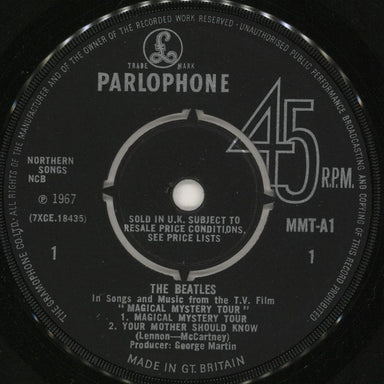 THE GRAMOPHONE CO. LTD. ALL RIGHTS OF THE MANUFACTURER AND OF THE OWNER OF THE RECORDED WORK RESERVED · UNAUTHORISED PUBLIC PERFORMANCE BROADCASTING AND COPYING OF THIS RECORD PROHIBITED
£
TRADE MARK
PARLOPHONE
45
R.P.M.
NORTHERN
SONGS
NCB
℗ 1967
(7XCE.18435)
1
SOLD IN U.K. SUBJECT TO
RESALE PRICE CONDITIONS,
SEE PRICE LISTS
MMT-A1
1
THE BEATLES
In Songs and Music from the T.V. Film
"MAGICAL MYSTERY TOUR"
1. MAGICAL MYSTERY TOUR
2. YOUR MOTHER SHOULD KNOW
(Lennon—McCartney)
Producer: George Martin
MADE IN GT. BRITAIN